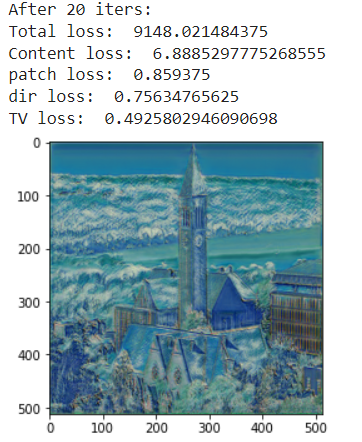 After 20 iters:
Total loss:  9148.021484375
Content loss:  6.8885297775268555
patch loss:  0.859375
dir loss:  0.75634765625
TV loss:  0.4925802946090698
0
100
200
300
400
500
0 100 200 300 400 500